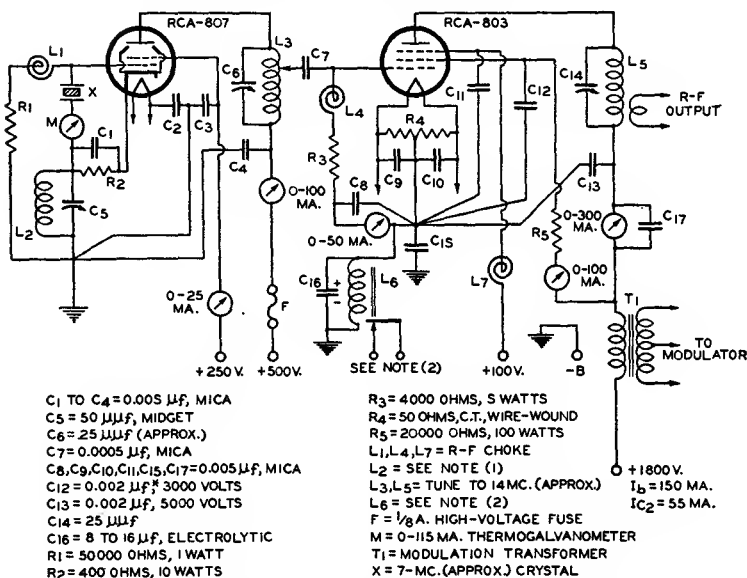 RCA-807
RCA-803
L1
C6
L3
C7
C11
C12
C14
L5
R-F
OUTPUT
R1
X
M
C1
C2
C3
L4
R4
R3
C9
C10
R2
C4
C8
C13
L2
C5
0-100
MA.
0-50 MA.
C15
R5
0-300
MA.
C17
0-25
MA.
F
C16
+
-
L6
L7
0-100
MA.
T1
TO
MODULATOR
+250V.
+500V.
SEE NOTE(2)
+100V.
-B
C1 TO C4=0.005 µf, MICA
C5= 50 µµf, MIDGET
C6=.25 µµf (APPROX.)
C7=0.0005 µf, MICA
C8,C9,C10,C11,C15,C17=0.005µf, MICA
C12=0.002 µf,* 3000 VOLTS
C13=0.002 µf, 5000 VOLTS
C14=25 µµf
C16= 8 TO 16 µf, ELECTROLYTIC
R1= 50000 OHMS, 1 WATT
R2= 400 OHMS, 10 WATTS
R3= 4000 OHMS, 5 WATTS
R4= 50 OHMS, C.T., WIRE-WOUND
R5= 20000 OHMS, 100 WATTS
L1,L4,L7= R-F CHOKE
L2 = SEE NOTE (1)
L3,L5= TUNE TO 14 MC. (APPROX.)
L6 = SEE NOTE (2)
F = 1/8 A. HIGH-VOLTAGE FUSE
M = 0-115 MA. THERMOGALVANOMETER
T1= MODULATION TRANSFORMER
X = 7-MC.(APPROX.) CRYSTAL
+1800 V.
Ib=150 MA.
IC2= 55 MA.